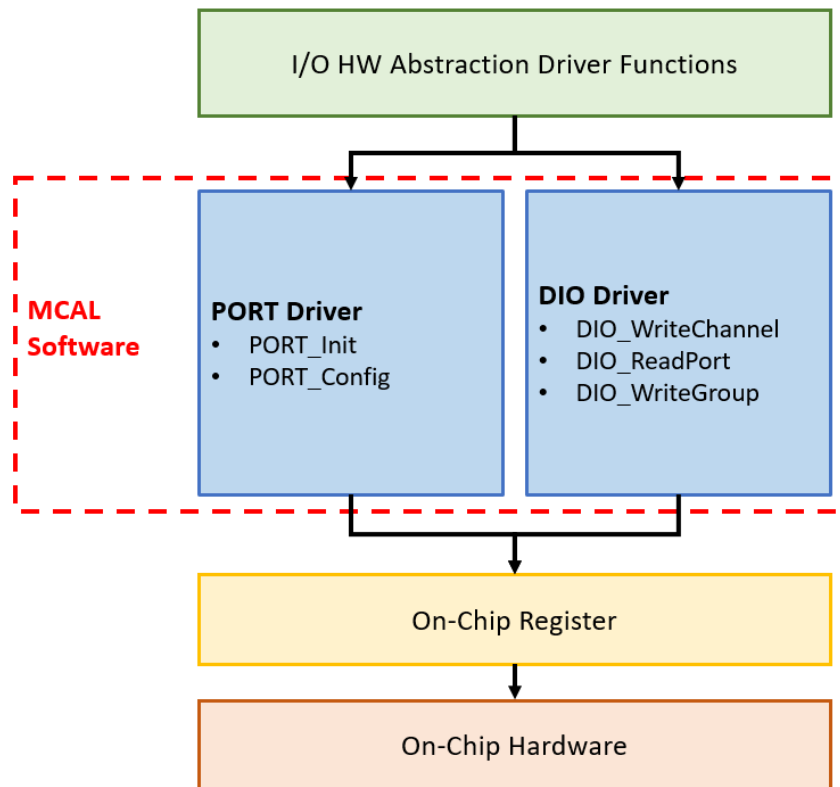 I/O HW Abstraction Driver Functions
MCAL
Software
PORT Driver
• PORT_Init
• PORT_Config
DIO Driver
• DIO_WriteChannel
• DIO_ReadPort
• DIO_WriteGroup
On-Chip Register
On-Chip Hardware